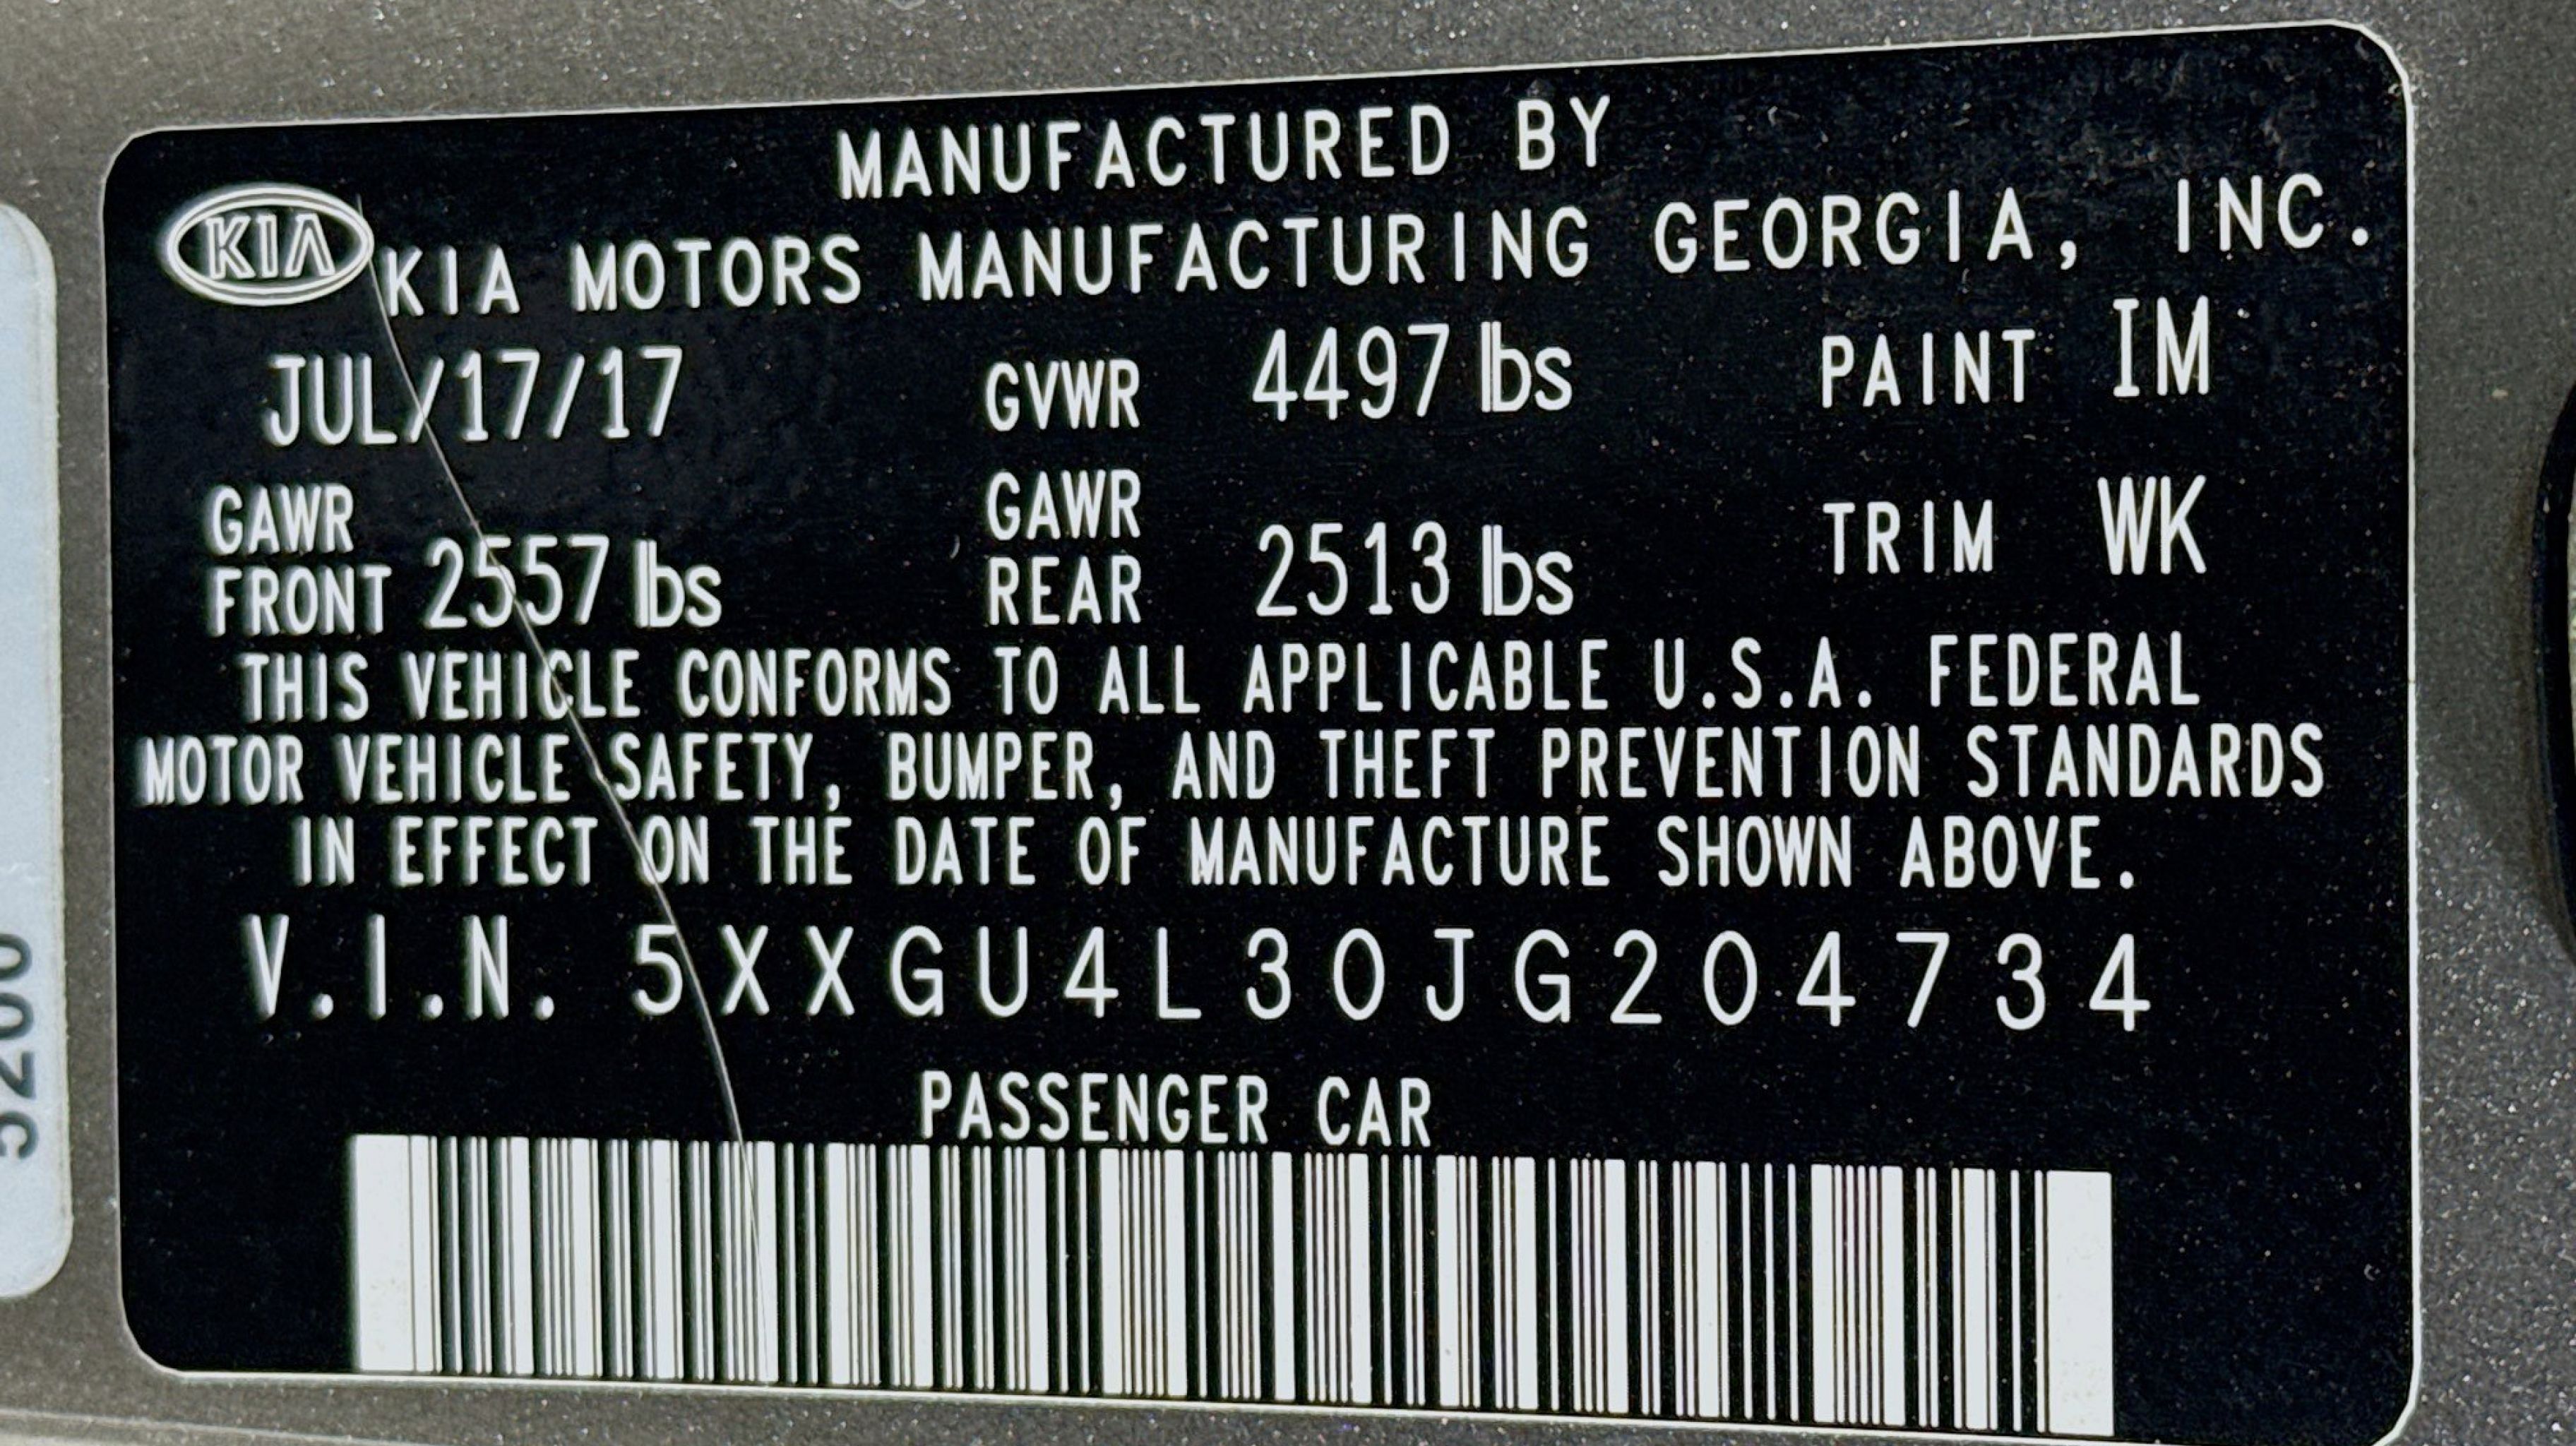 MANUFACTURED BY
KIA
KIA MOTORS MANUFACTURING GEORGIA, INC.
JUL/17/17 GVWR 4497 lbs PAINT IM
GAWR FRONT 2557 lbs GAWR REAR 2513 lbs TRIM WK
THIS VEHICLE CONFORMS TO ALL APPLICABLE U.S.A. FEDERAL
MOTOR VEHICLE SAFETY, BUMPER, AND THEFT PREVENTION STANDARDS
IN EFFECT ON THE DATE OF MANUFACTURE SHOWN ABOVE.
V.I.N. 5XXGU4L30JG204734
PASSENGER CAR